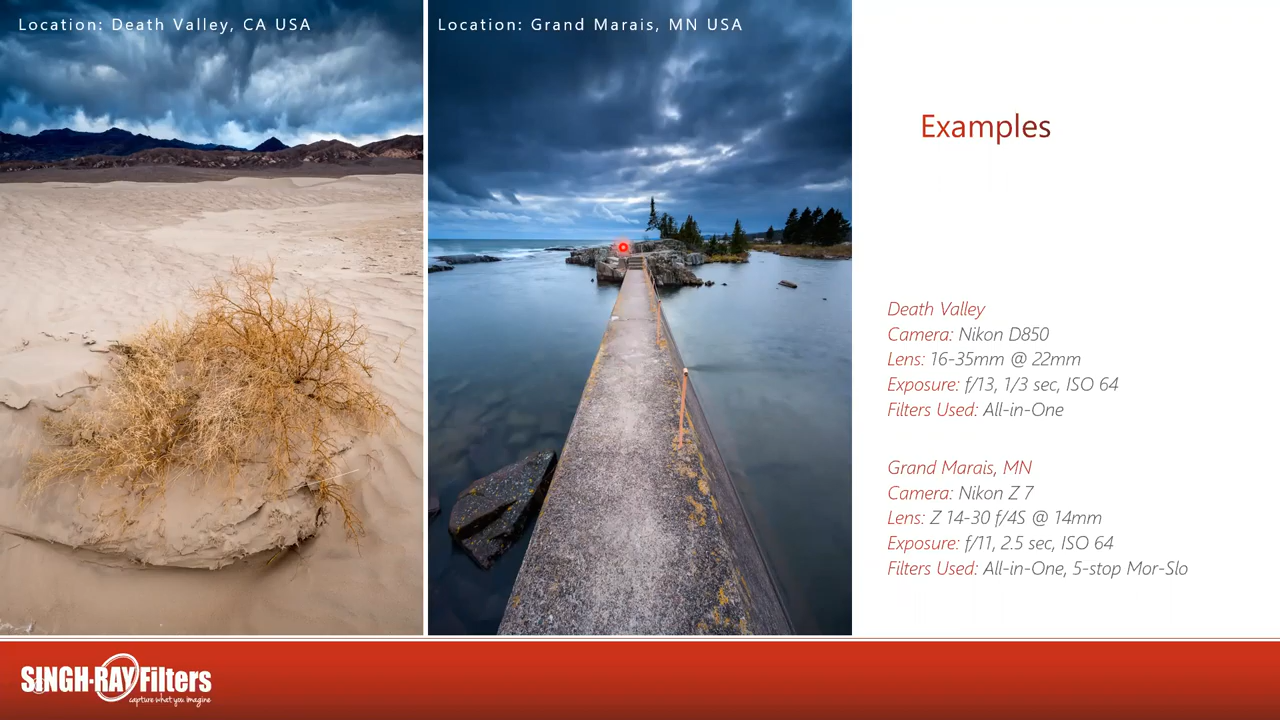 Location: Death Valley, CA USA
Location: Grand Marais, MN USA
Examples
Death Valley
Camera: Nikon D850
Lens: 16-35mm @ 22mm
Exposure: f/13, 1/3 sec, ISO 64
Filters Used: All-in-One
Grand Marais, MN
Camera: Nikon Z 7
Lens: Z 14-30 f/4S @ 14mm
Exposure: f/11, 2.5 sec, ISO 64
Filters Used: All-in-One, 5-stop Mor-Slo
SINGH-RAY Filters
capture what you imagine